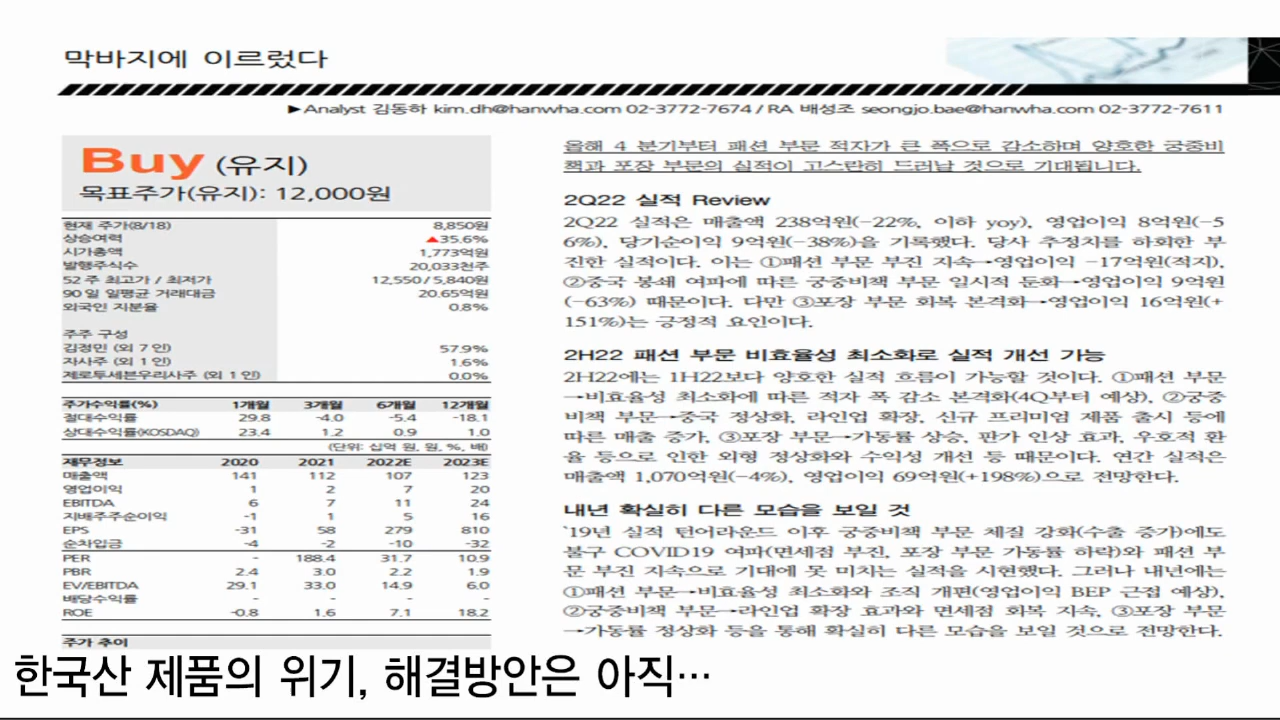 막바지에 이르렀다
▶Analyst 김동하 kim.dh@hanwha.com 02-3772-7674 / RA 배성조 seongjo.bae@hanwha.com 02-3772-7611
Buy (유지)
목표주가(유지): 12,000원
현재 주가(8/18) 8,850원
상승여력 ▲35.6%
시가총액 1,773억원
발행주식수 20,033천주
52 주 최고가 / 최저가 12,550 / 5,840원
90 일 일평균 거래대금 20.65억원
외국인 지분율 0.8%
주주 구성
김정민 (외 7 인) 57.9%
자사주 (외 1 인) 1.6%
제로투세븐우리사주 (외 1 인) 0.0%
주가수익률(%) 1개월 3개월 6개월 12개월
절대수익률 29.8 -4.0 -5.4 -18.1
상대수익률(KOSDAQ) 23.4 1.2 0.9 1.0
(단위: 십억 원, 원, %, 배)
재무정보 2020 2021 2022E 2023E
매출액 141 112 107 123
영업이익 1 2 7 20
EBITDA 6 7 11 24
지배주주순이익 -1 1 5 16
EPS -31 58 279 810
순차입금 -4 -2 -10 -32
PER - 188.4 31.7 10.9
PBR 2.4 3.0 2.2 1.9
EV/EBITDA 29.1 33.0 14.9 6.0
배당수익률 - - - -
ROE -0.8 1.6 7.1 18.2
주가 추이
올해 4 분기부터 패션 부문 적자가 큰 폭으로 감소하며 양호한 궁중비
책과 포장 부문의 실적이 고스란히 드러날 것으로 기대됩니다.
2Q22 실적 Review
2Q22 실적은 매출액 238억원(-22%, 이하 yoy), 영업이익 8억원(-5
6%), 당기순이익 9억원(-38%)을 기록했다. 당사 추정치를 하회한 부
진한 실적이다. 이는 ①패션 부문 부진 지속→영업이익 -17억원(적지),
②중국 봉쇄 여파에 따른 궁중비책 부문 일시적 둔화→영업이익 9억원
(-63%) 때문이다. 다만 ③포장 부문 회복 본격화→영업이익 16억원(+
151%)는 긍정적 요인이다.
2H22 패션 부문 비효율성 최소화로 실적 개선 가능
2H22에는 1H22보다 양호한 실적 흐름이 가능할 것이다. ①패션 부문
→비효율성 최소화에 따른 적자 폭 감소 본격화(4Q부터 예상), ②궁중
비책 부문→중국 정상화, 라인업 확장, 신규 프리미엄 제품 출시 등에
따른 매출 증가, ③포장 부문→가동률 상승, 판가 인상 효과, 우호적 환
율 등으로 인한 외형 정상화와 수익성 개선 등 때문이다. 연간 실적은
매출액 1,070억원(-4%), 영업이익 69억원(+198%)으로 전망한다.
내년 확실히 다른 모습을 보일 것
`19년 실적 턴어라운드 이후 궁중비책 부문 체질 강화(수출 증가)에도
불구 COVID19 여파(면세점 부진, 포장 부문 가동률 하락)와 패션 부
문 부진 지속으로 기대에 못 미치는 실적을 시현했다. 그러나 내년에는
①패션 부문→비효율성 최소화와 조직 개편(영업이익 BEP 근접 예상),
②궁중비책 부문→라인업 확장 효과와 면세점 회복 지속, ③포장 부문
→가동률 정상화 등을 통해 확실히 다른 모습을 보일 것으로 전망한다.
한국산 제품의 위기, 해결방안은 아직…